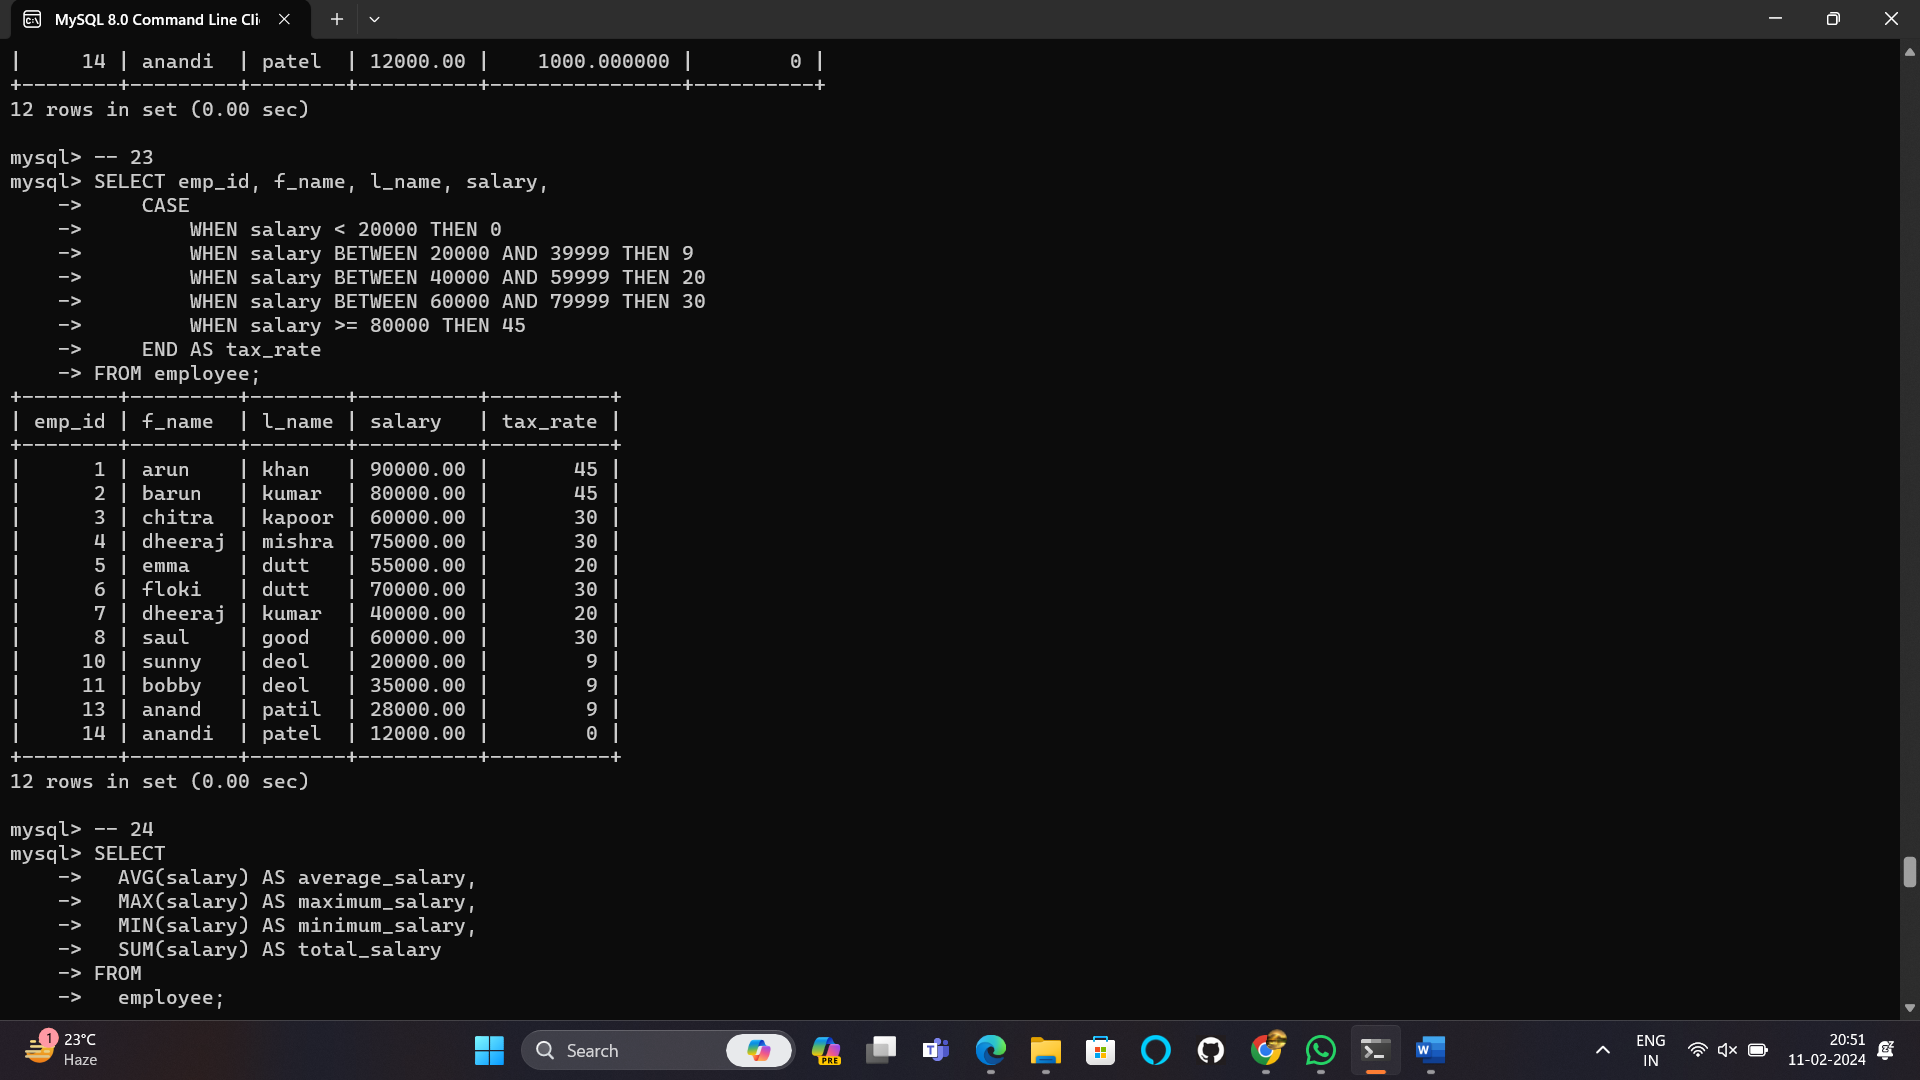 MySQL 8.0 Command Line Cli
|     14 | anandi  | patel  | 12000.00 |    1000.000000 |        0 |
+--------+---------+--------+----------+----------------+----------+
12 rows in set (0.00 sec)
mysql> -- 23
mysql> SELECT emp_id, f_name, l_name, salary,
    ->     CASE
    ->         WHEN salary < 20000 THEN 0
    ->         WHEN salary BETWEEN 20000 AND 39999 THEN 9
    ->         WHEN salary BETWEEN 40000 AND 59999 THEN 20
    ->         WHEN salary BETWEEN 60000 AND 79999 THEN 30
    ->         WHEN salary >= 80000 THEN 45
    ->     END AS tax_rate
    -> FROM employee;
+--------+---------+--------+----------+----------+
| emp_id | f_name  | l_name | salary   | tax_rate |
+--------+---------+--------+----------+----------+
|      1 | arun    | khan   | 90000.00 |       45 |
|      2 | barun   | kumar  | 80000.00 |       45 |
|      3 | chitra  | kapoor | 60000.00 |       30 |
|      4 | dheeraj | mishra | 75000.00 |       30 |
|      5 | emma    | dutt   | 55000.00 |       20 |
|      6 | floki   | dutt   | 70000.00 |       30 |
|      7 | dheeraj | kumar  | 40000.00 |       20 |
|      8 | saul    | good   | 60000.00 |       30 |
|     10 | sunny   | deol   | 20000.00 |        9 |
|     11 | bobby   | deol   | 35000.00 |        9 |
|     13 | anand   | patil  | 28000.00 |        9 |
|     14 | anandi  | patel  | 12000.00 |        0 |
+--------+---------+--------+----------+----------+
12 rows in set (0.00 sec)
mysql> -- 24
mysql> SELECT
    ->   AVG(salary) AS average_salary,
    ->   MAX(salary) AS maximum_salary,
    ->   MIN(salary) AS minimum_salary,
    ->   SUM(salary) AS total_salary
    -> FROM
    ->   employee;
1
23°C
Haze
Search
PRE
ENG
IN
20:51
11-02-2024